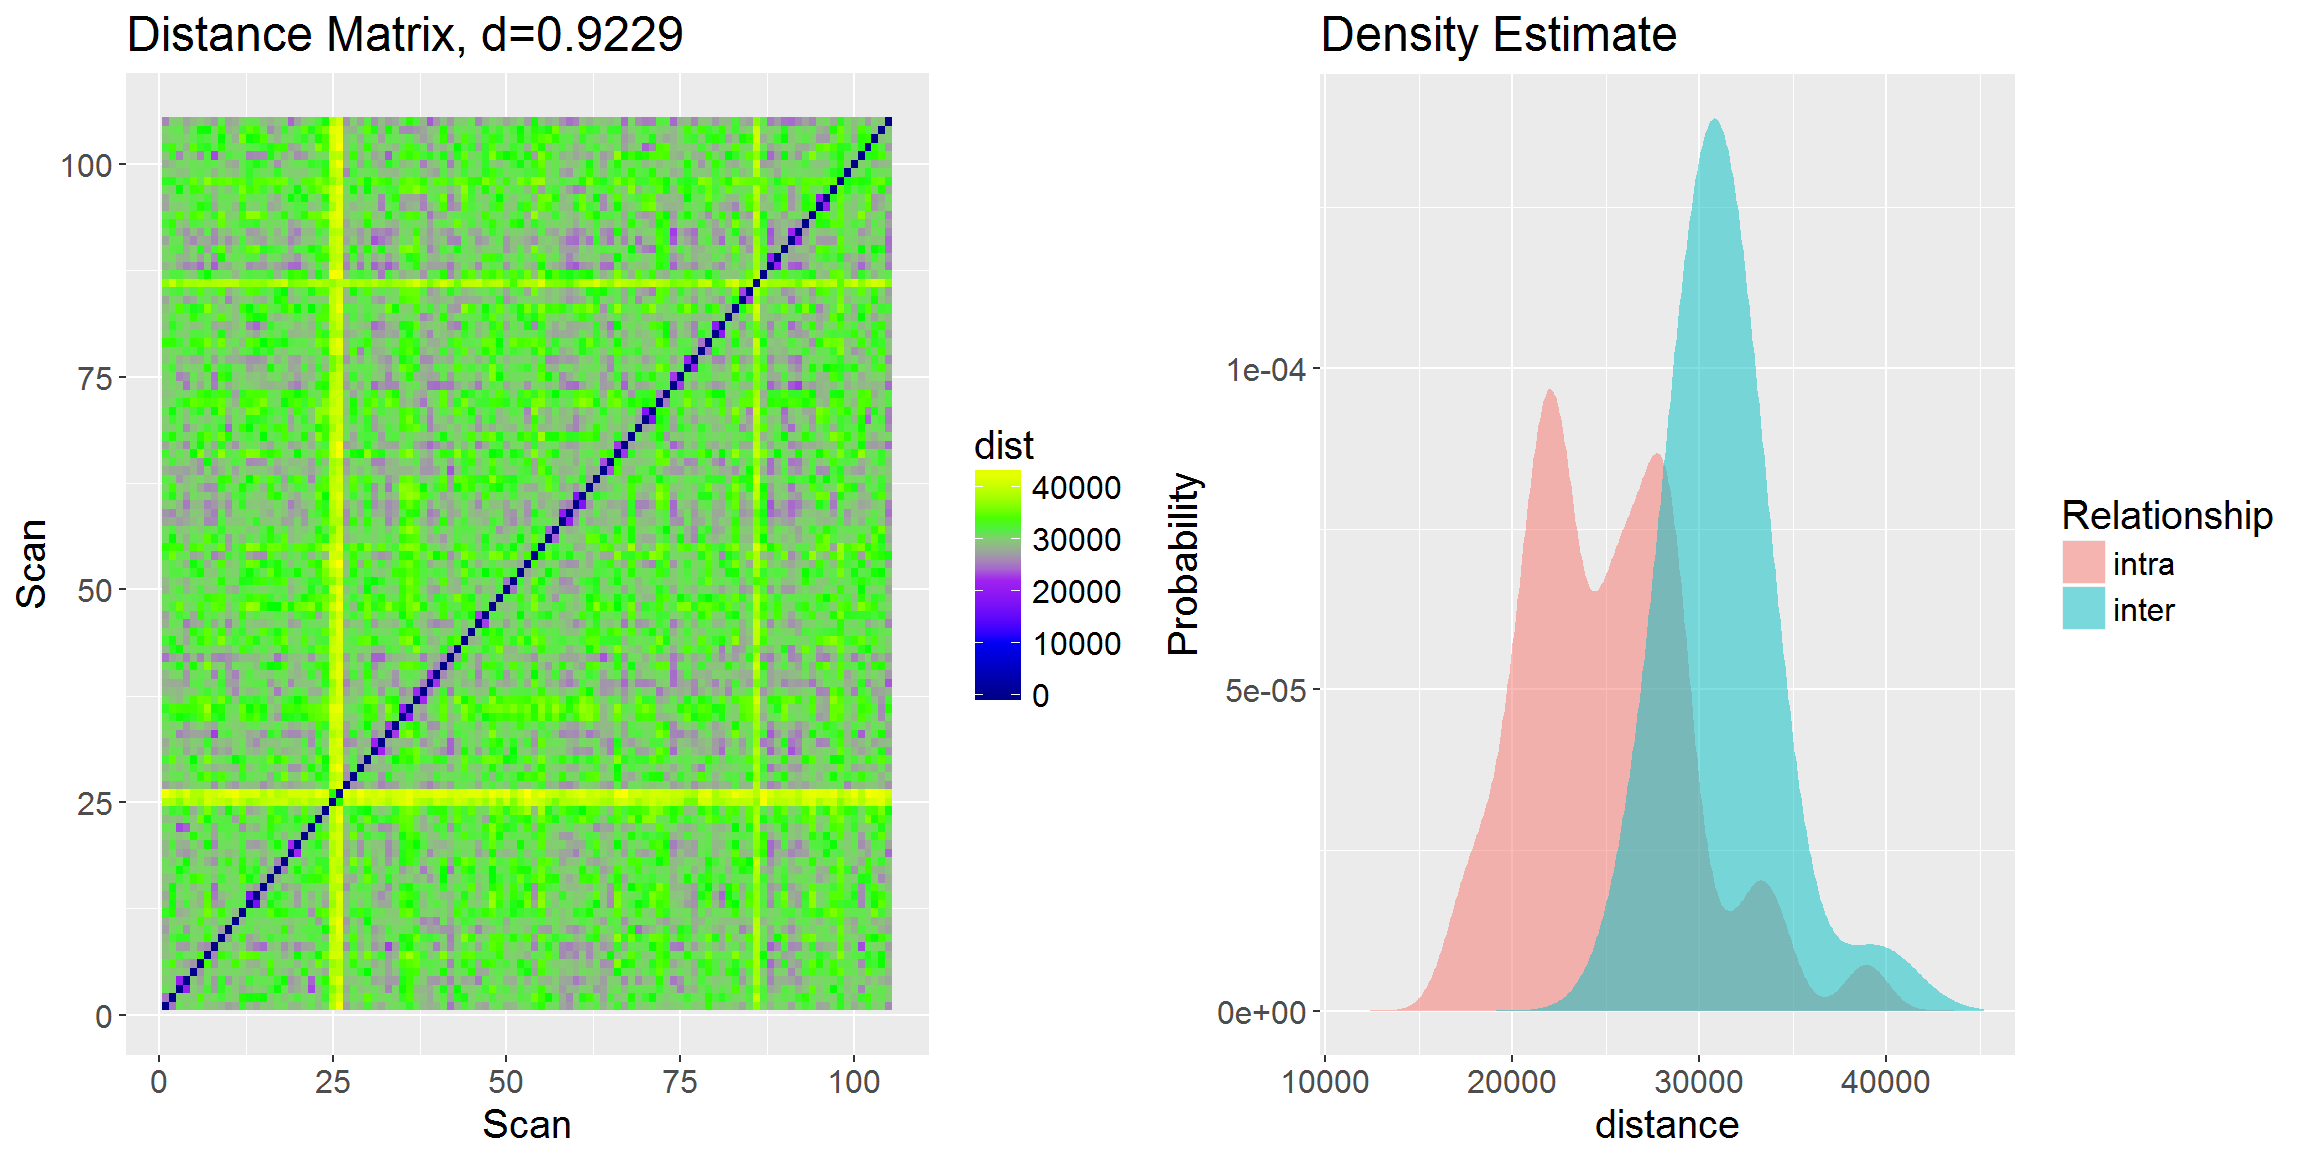 Distance Matrix, d=0.9229
Scan
100
75
50
25
0
0 25 50 75 100
Scan
dist
40000
30000
20000
10000
0
Density Estimate
Probability
1e-04
5e-05
0e+00
10000 20000 30000 40000
distance
Relationship
intra
inter